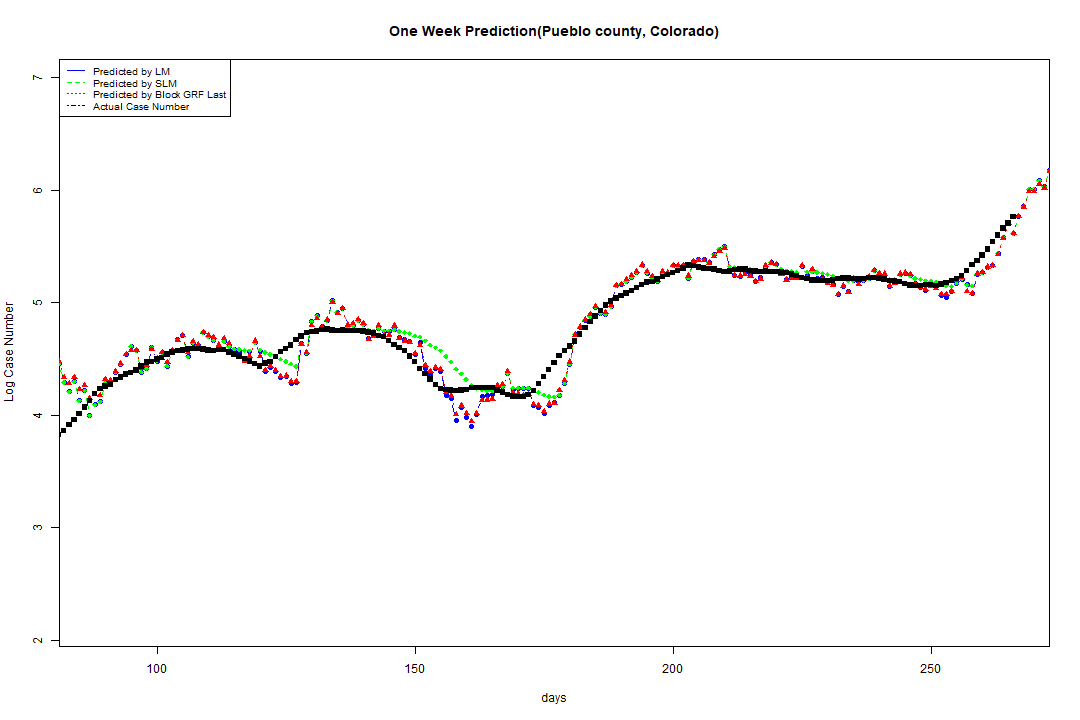 One Week Prediction(Pueblo county, Colorado)
Predicted by LM
Predicted by SLM
Predicted by Block GRF Last
Actual Case Number
7
6
5
4
3
2
Log Case Number
100 150 200 250
days